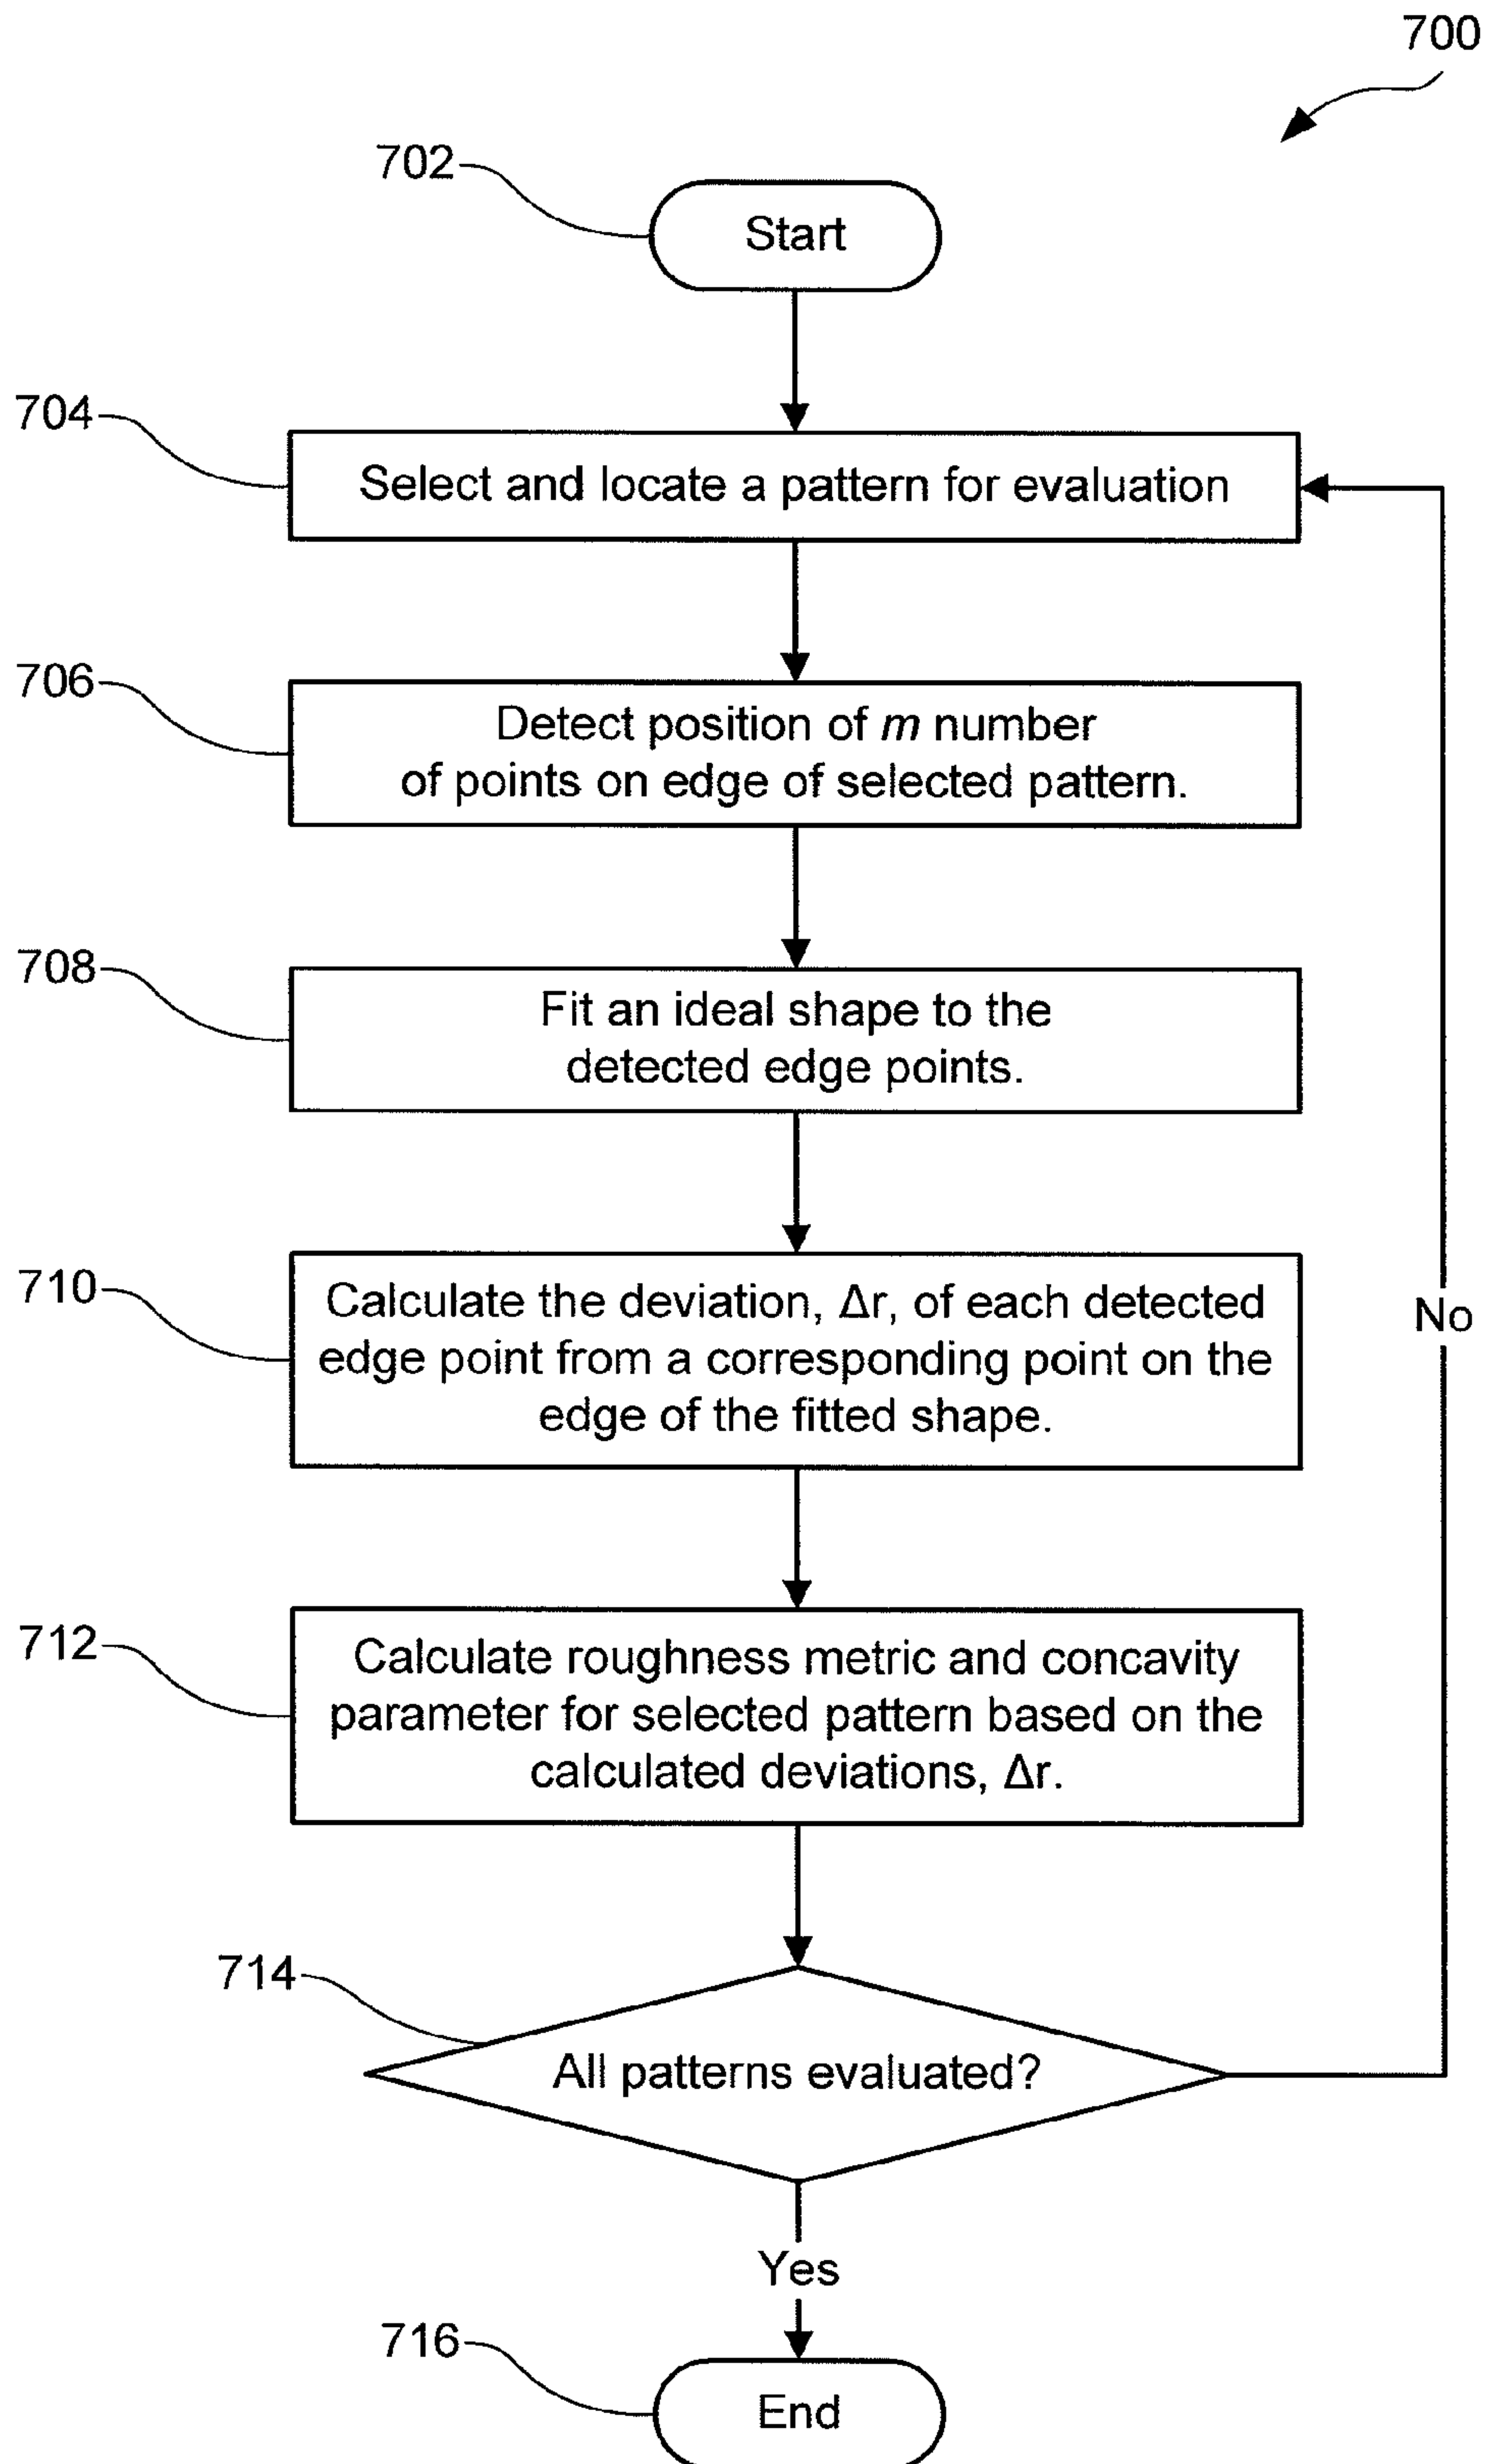 700
702
Start
704
Select and locate a pattern for evaluation
706
Detect position of m number
of points on edge of selected pattern.
708
Fit an ideal shape to the
detected edge points.
710
Calculate the deviation, Δr, of each detected
edge point from a corresponding point on the
edge of the fitted shape.
No
712
Calculate roughness metric and concavity
parameter for selected pattern based on the
calculated deviations, Δr.
714
All patterns evaluated?
Yes
716
End